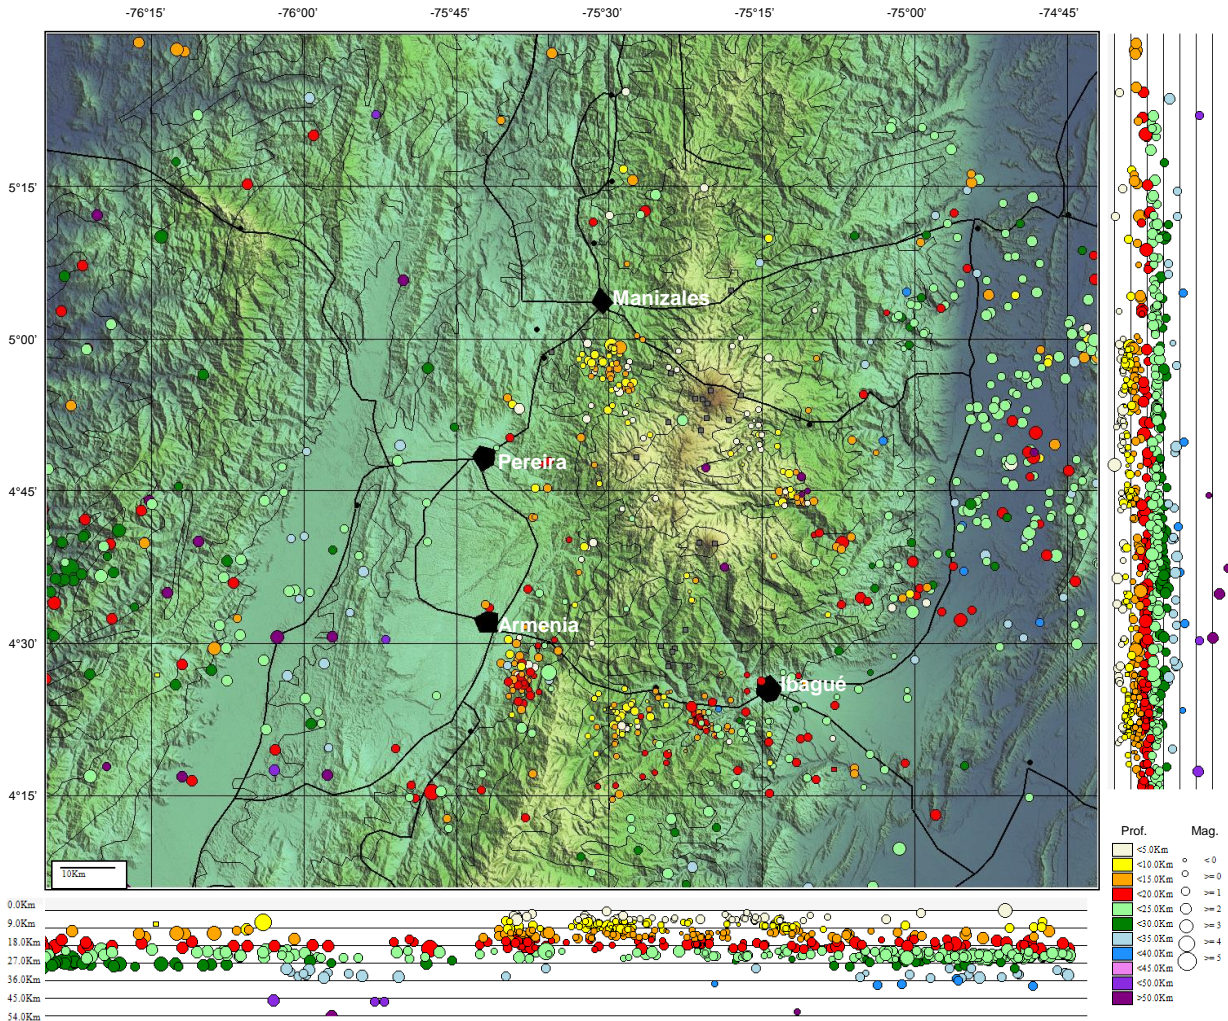 -76°15' -76°00' -75°45' -75°30' -75°15' -75°00' -74°45'
5°15'
5°00'
4°45'
4°30'
4°15'
Manizales
Pereira
Armenia
Ibagué
10Km
Prof. Mag.
<5.0Km
<10.0Km
<15.0Km
<20.0Km
<25.0Km
<30.0Km
<35.0Km
<40.0Km
<45.0Km
<50.0Km
>50.0Km
< 0
>= 0
>= 1
>= 2
>= 3
>= 4
>= 5
0.0Km
9.0Km
18.0Km
27.0Km
36.0Km
45.0Km
54.0Km